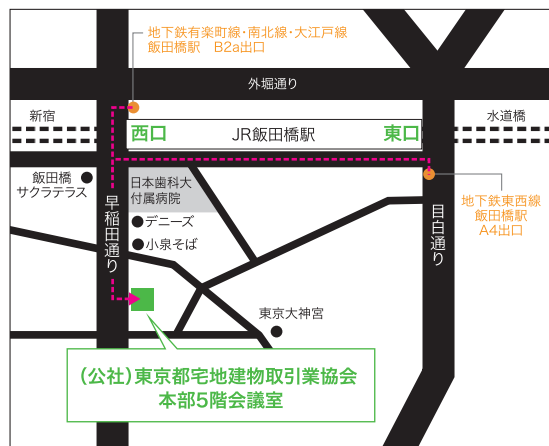 地下鉄有楽町線・南北線・大江戸線
飯田橋駅　B2a出口
外堀通り
新宿
水道橋
西口
JR飯田橋駅
東口
飯田橋
サクラテラス
日本歯科大
付属病院
早稲田通り
デニーズ
小泉そば
目白通り
地下鉄東西線
飯田橋駅
A4出口
東京大神宮
（公社）東京都宅地建物取引業協会
本部5階会議室